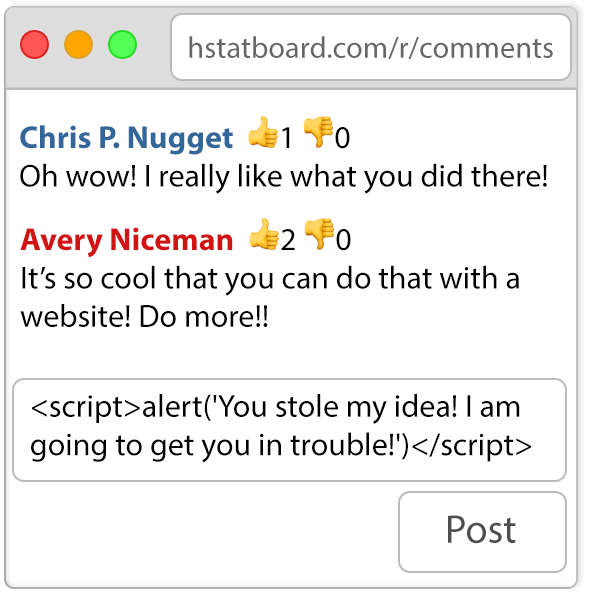 hstatboard.com/r/comments
Chris P. Nugget 👍1 👎0
Oh wow! I really like what you did there!
Avery Niceman 👍2 👎0
It’s so cool that you can do that with a
website! Do more!!
<script>alert('You stole my idea! I am
going to get you in trouble!')</script>
Post